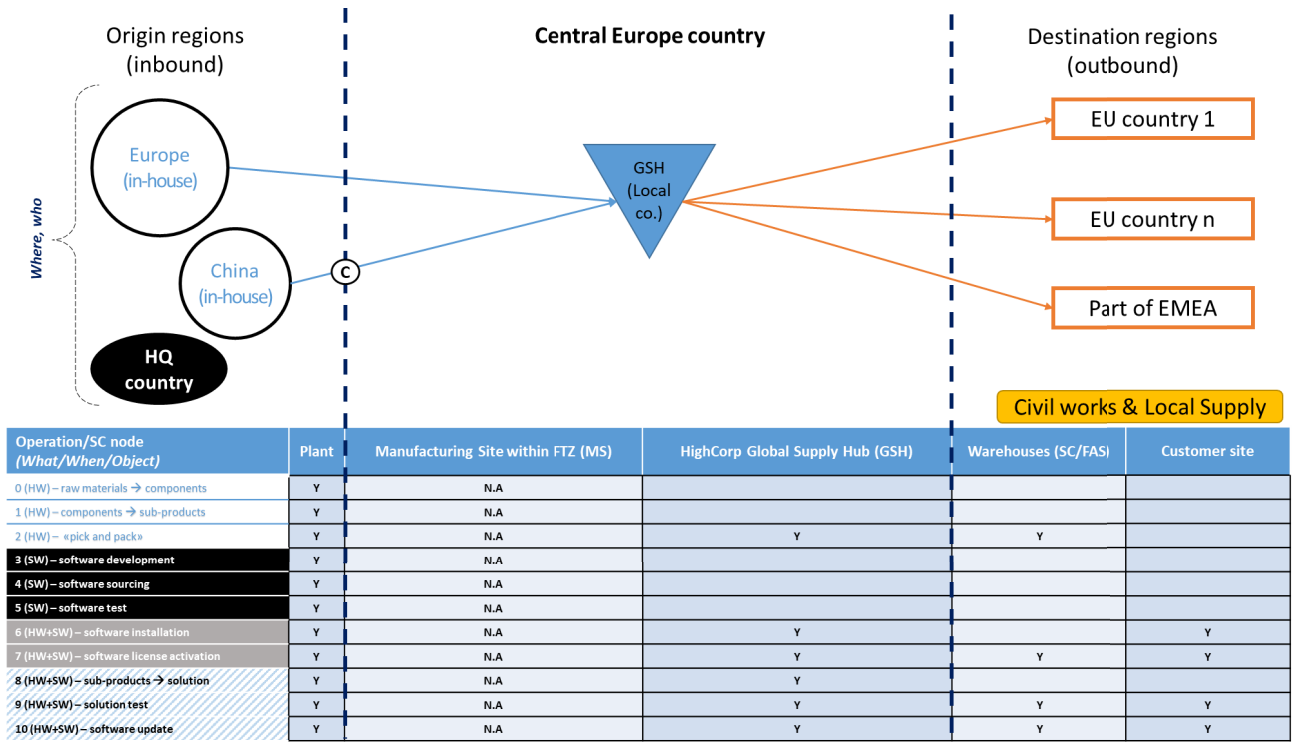 Origin regions
(inbound)
Central Europe country
Destination regions
(outbound)
Where, who
Europe
(in-house)
China
(in-house)
HQ
country
C
GSH
(Local
co.)
EU country 1
EU country n
Part of EMEA
Civil works & Local Supply
Operation/SC node
(What/When/Object)
Plant
Manufacturing Site within FTZ (MS)
HighCorp Global Supply Hub (GSH)
Warehouses (SC/FAS)
Customer site
0 (HW) – raw materials → components Y N.A
1 (HW) – components → sub-products Y N.A
2 (HW) – «pick and pack» Y N.A Y Y
3 (SW) – software development Y N.A
4 (SW) – software sourcing Y N.A
5 (SW) – software test Y N.A
6 (HW+SW) – software installation Y N.A Y Y
7 (HW+SW) – software license activation Y N.A Y Y Y
8 (HW+SW) – sub-products → solution Y N.A Y
9 (HW+SW) – solution test Y N.A Y Y Y
10 (HW+SW) – software update Y N.A Y Y Y